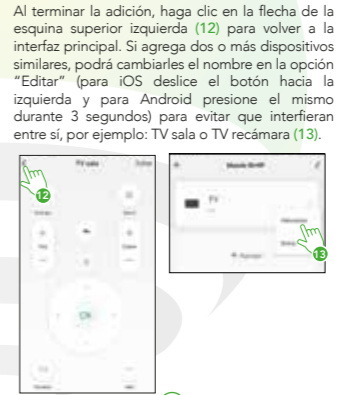 Al terminar la adición, haga clic en la flecha de la
esquina superior izquierda (12) para volver a la
interfaz principal. Si agrega dos o más dispositivos
similares, podrá cambiarles el nombre en la opción
“Editar” (para iOS deslice el botón hacia la
izquierda y para Android presione el mismo
durante 3 segundos) para evitar que interfieran
entre sí, por ejemplo: TV sala o TV recámara (13).
TV sala
12
OK
TV
13